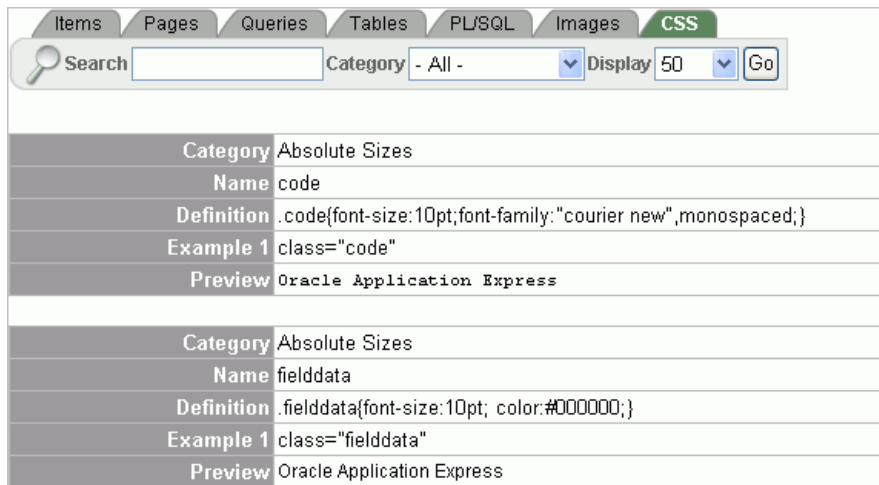 Items Pages Queries Tables PL/SQL Images CSS
Search Category - All - Display 50 Go
Category Absolute Sizes
Name code
Definition .code{font-size:10pt;font-family:"courier new",monospaced;}
Example 1 class="code"
Preview Oracle Application Express
Category Absolute Sizes
Name fielddata
Definition .fielddata{font-size:10pt; color:#000000;}
Example 1 class="fielddata"
Preview Oracle Application Express